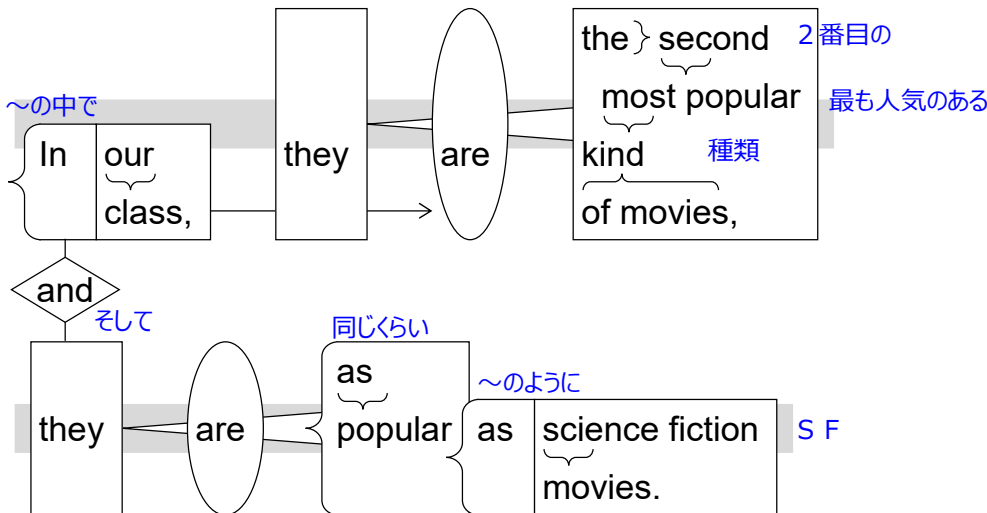 the second 2番目の
～の中で most popular 最も人気のある
In our they are kind 種類
class, of movies,
and
そして 同じくらい
as ～のように
they are popular as science fiction ＳＦ
movies.